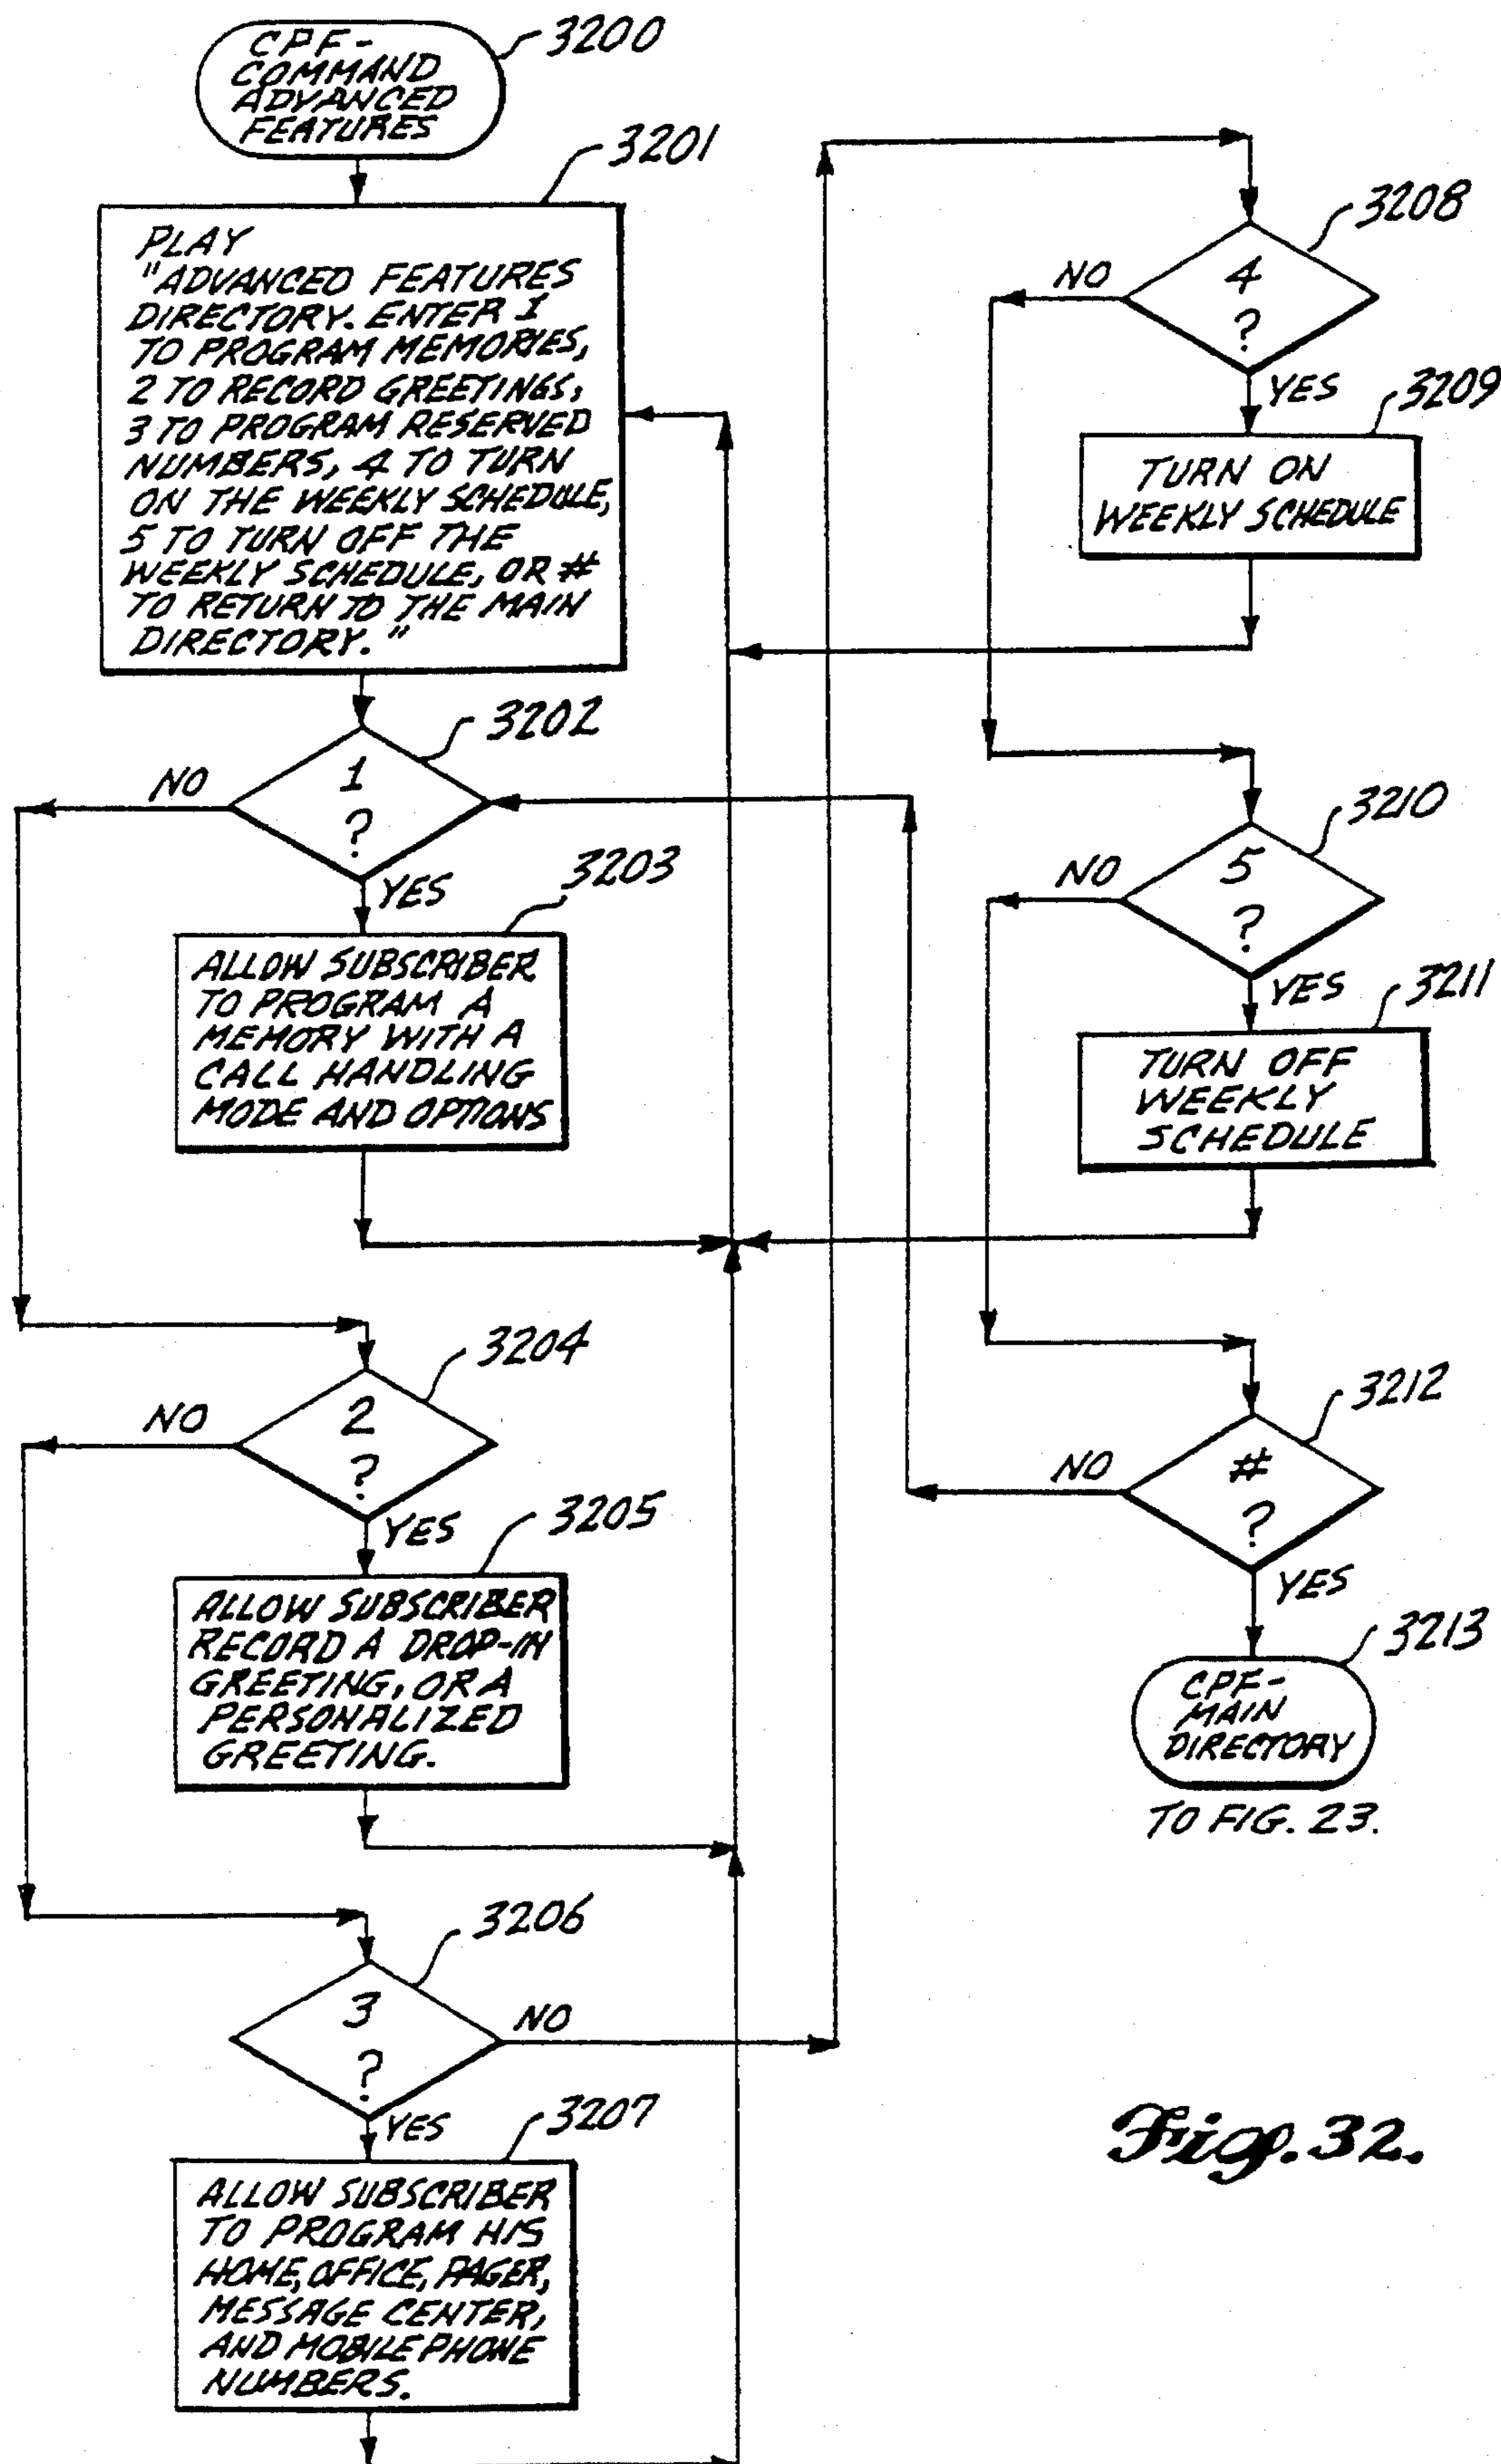 CPF-
COMMAND
ADVANCED
FEATURES
3200
3201
PLAY
"ADVANCED FEATURES
DIRECTORY. ENTER 1
TO PROGRAM MEMORIES,
2 TO RECORD GREETINGS,
3 TO PROGRAM RESERVED
NUMBERS, 4 TO TURN
ON THE WEEKLY SCHEDULE,
5 TO TURN OFF THE
WEEKLY SCHEDULE, OR #
TO RETURN TO THE MAIN
DIRECTORY."
3202
1
?
NO
YES
3203
ALLOW SUBSCRIBER
TO PROGRAM A
MEMORY WITH A
CALL HANDLING
MODE AND OPTIONS
3204
2
?
NO
YES
3205
ALLOW SUBSCRIBER
RECORD A DROP-IN
GREETING, OR A
PERSONALIZED
GREETING.
3206
3
?
NO
YES
3207
ALLOW SUBSCRIBER
TO PROGRAM HIS
HOME, OFFICE, PAGER,
MESSAGE CENTER,
AND MOBILE PHONE
NUMBERS.
3208
4
?
NO
YES
3209
TURN ON
WEEKLY SCHEDULE
3210
5
?
NO
YES
3211
TURN OFF
WEEKLY
SCHEDULE
3212
#
?
NO
YES
3213
CPF-
MAIN
DIRECTORY
TO FIG. 23.
Fig. 32.